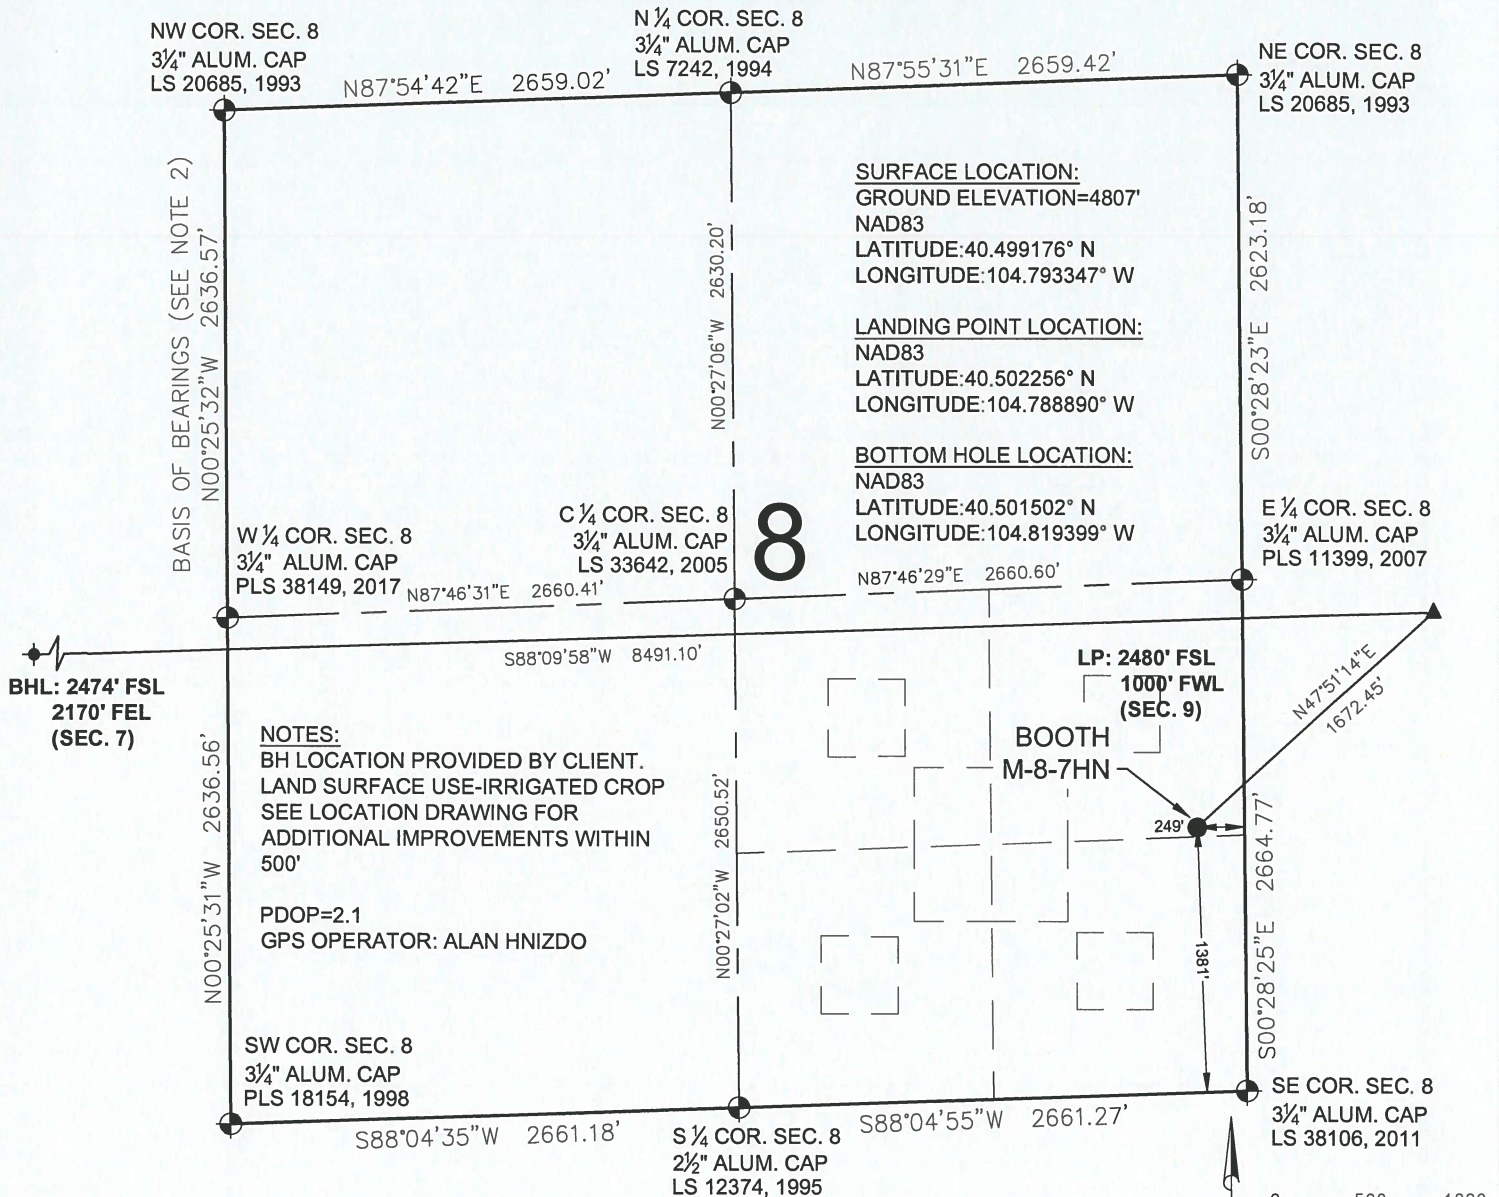 NW COR. SEC. 8
3¼" ALUM. CAP
LS 20685, 1993
N87°54'42"E 2659.02'
N ¼ COR. SEC. 8
3¼" ALUM. CAP
LS 7242, 1994
N87°55'31"E 2659.42'
NE COR. SEC. 8
3¼" ALUM. CAP
LS 20685, 1993
BASIS OF BEARINGS (SEE NOTE 2)
N00°25'32"W 2636.57'
N00°27'06"W 2630.20'
SURFACE LOCATION:
GROUND ELEVATION=4807'
NAD83
LATITUDE:40.499176° N
LONGITUDE:104.793347° W
LANDING POINT LOCATION:
NAD83
LATITUDE:40.502256° N
LONGITUDE:104.788890° W
BOTTOM HOLE LOCATION:
NAD83
LATITUDE:40.501502° N
LONGITUDE:104.819399° W
S00°28'23"E 2623.18'
W ¼ COR. SEC. 8
3¼" ALUM. CAP
PLS 38149, 2017
N87°46'31"E 2660.41'
C ¼ COR. SEC. 8
3¼" ALUM. CAP
LS 33642, 2005
8
N87°46'29"E 2660.60'
E ¼ COR. SEC. 8
3¼" ALUM. CAP
PLS 11399, 2007
S88°09'58"W 8491.10'
BHL: 2474' FSL
2170' FEL
(SEC. 7)
LP: 2480' FSL
1000' FWL
(SEC. 9)
N47°51'14"E
1672.45'
BOOTH
M-8-7HN
249'
1381'
NOTES:
BH LOCATION PROVIDED BY CLIENT.
LAND SURFACE USE-IRRIGATED CROP
SEE LOCATION DRAWING FOR
ADDITIONAL IMPROVEMENTS WITHIN
500'
PDOP=2.1
GPS OPERATOR: ALAN HNIZDO
N00°25'31"W 2636.56'
N00°27'02"W 2650.52'
S00°28'25"E 2664.77'
SW COR. SEC. 8
3¼" ALUM. CAP
PLS 18154, 1998
S88°04'35"W 2661.18'
S ¼ COR. SEC. 8
2½" ALUM. CAP
LS 12374, 1995
S88°04'55"W 2661.27'
SE COR. SEC. 8
3¼" ALUM. CAP
LS 38106, 2011